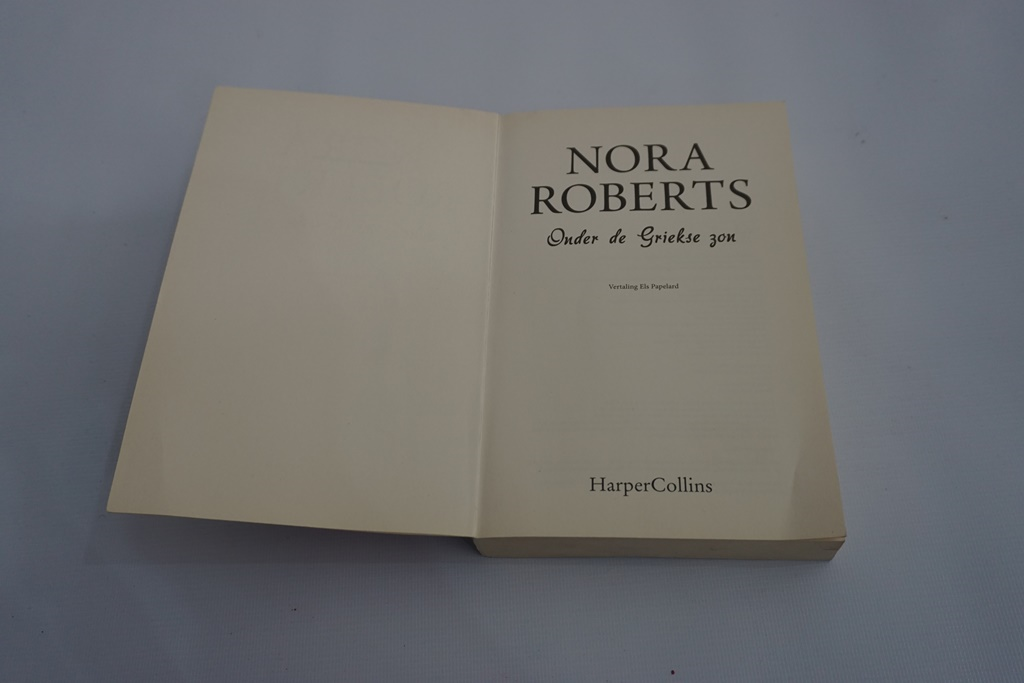 NORA
ROBERTS
Onder de Griekse zon
Vertaling Els Papelard
HarperCollins